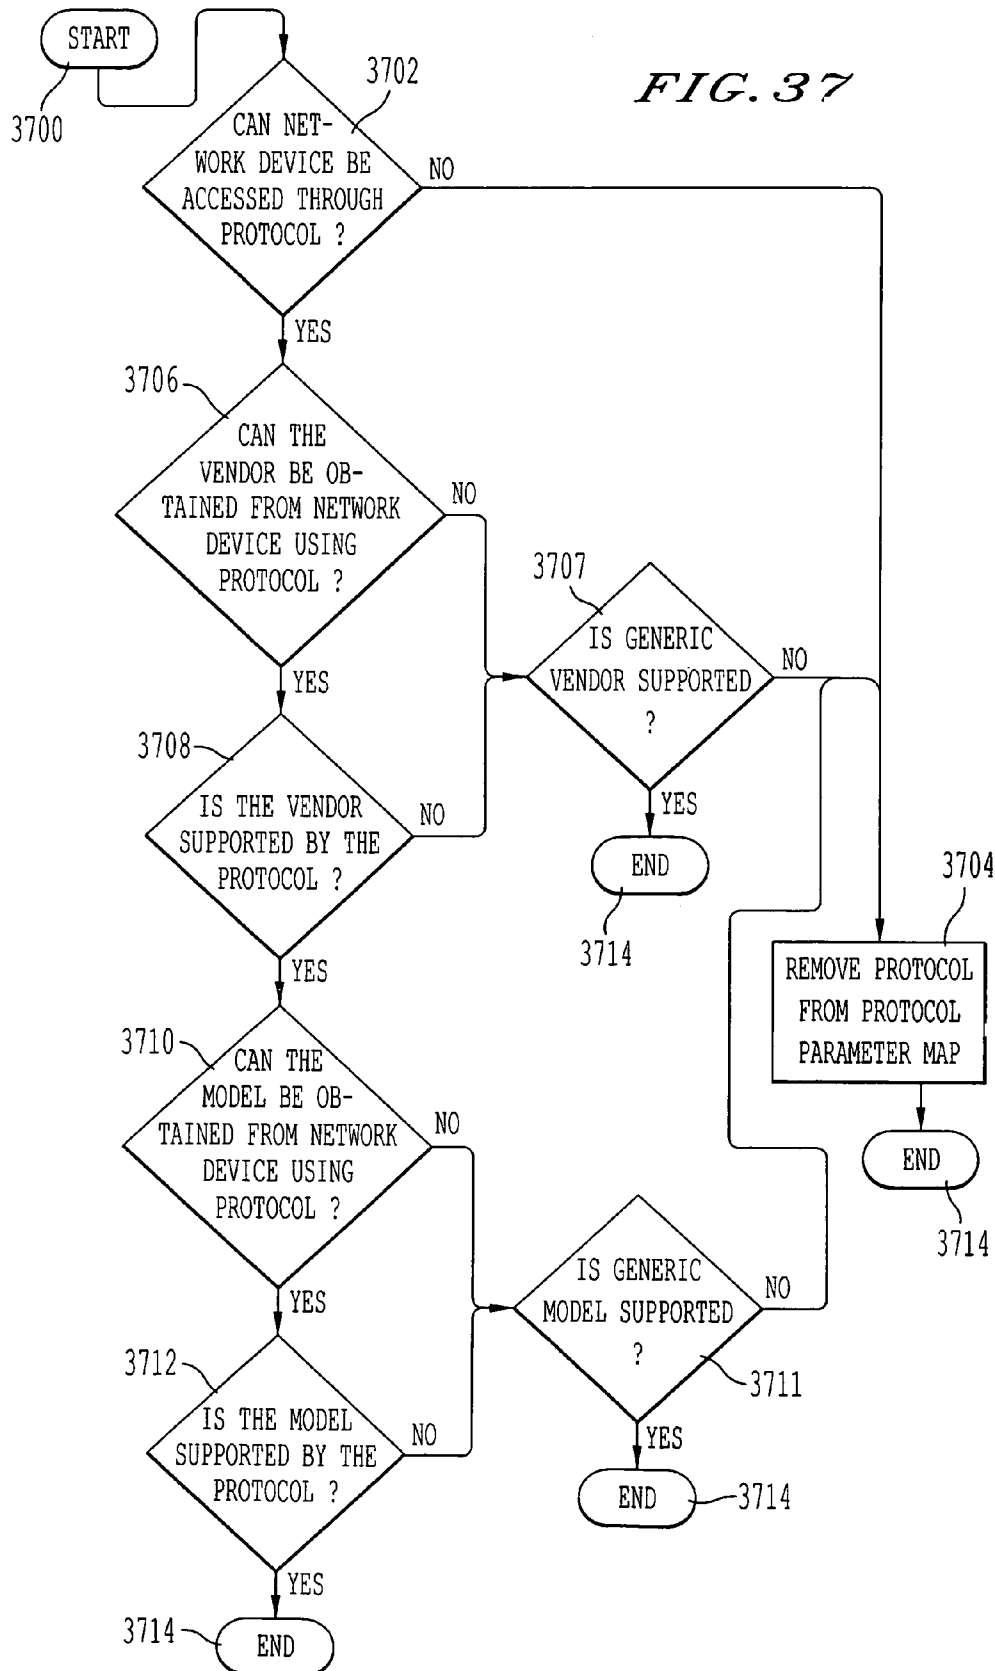 START
3700
3702
FIG. 37
CAN NET-
WORK DEVICE BE
ACCESSED THROUGH
PROTOCOL ?
NO
YES
3706
CAN THE
VENDOR BE OB-
TAINED FROM NETWORK
DEVICE USING
PROTOCOL ?
NO
YES
3707
IS GENERIC
VENDOR SUPPORTED
?
NO
YES
END
3714
3708
IS THE VENDOR
SUPPORTED BY THE
PROTOCOL ?
NO
YES
3704
REMOVE PROTOCOL
FROM PROTOCOL
PARAMETER MAP
END
3714
3710
CAN THE
MODEL BE OB-
TAINED FROM NETWORK
DEVICE USING
PROTOCOL ?
NO
YES
IS GENERIC
MODEL SUPPORTED
?
NO
3711
YES
END
3714
3712
IS THE MODEL
SUPPORTED BY THE
PROTOCOL ?
NO
YES
3714
END